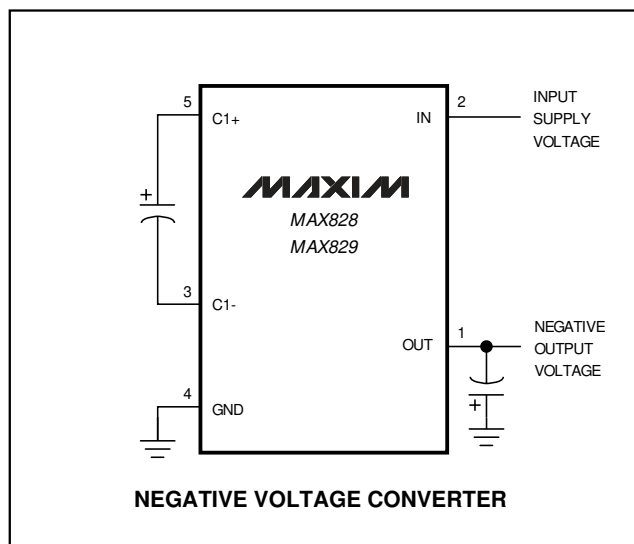 5
C1+
IN
2
INPUT
SUPPLY
VOLTAGE
+
MAXIM
MAX828
MAX829
3
C1-
OUT
1
NEGATIVE
OUTPUT
VOLTAGE
+
4
GND
NEGATIVE VOLTAGE CONVERTER